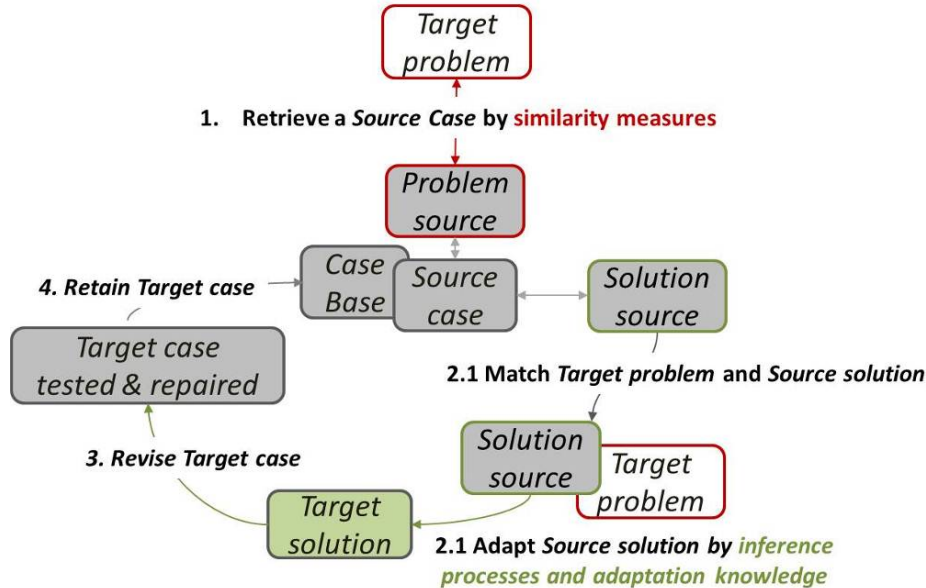 Target
problem
1. Retrieve a Source Case by similarity measures
Problem
source
Case
Base
Source
case
Solution
source
4. Retain Target case
Target case
tested & repaired
2.1 Match Target problem and Source solution
Solution
source
Target
problem
3. Revise Target case
Target
solution
2.1 Adapt Source solution by inference
processes and adaptation knowledge